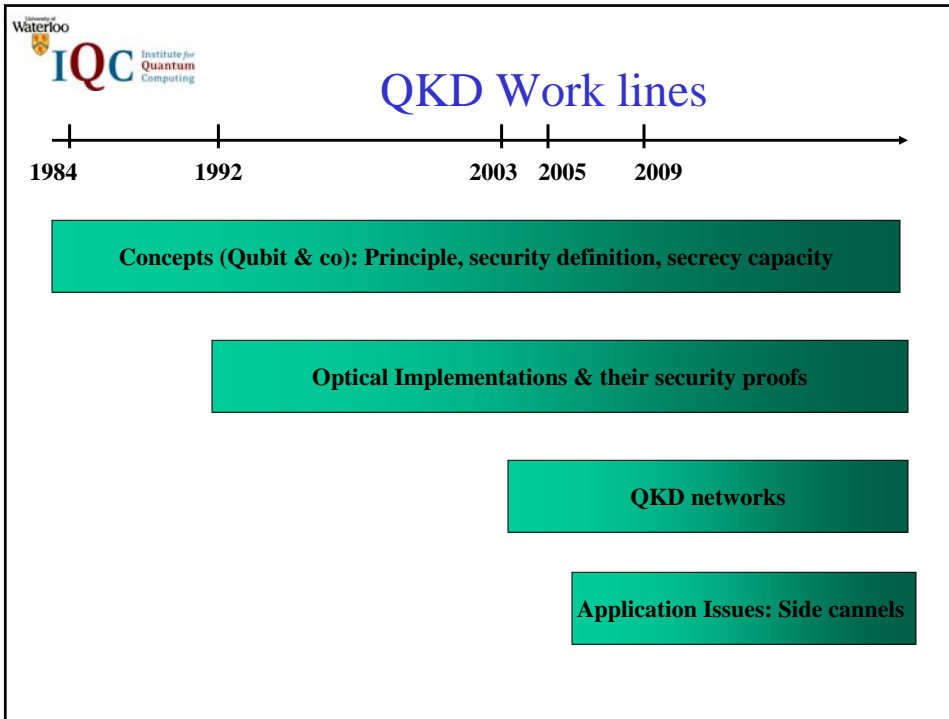 University of
Waterloo
IQC
Institute for
Quantum
Computing
QKD Work lines
1984 1992 2003 2005 2009
Concepts (Qubit & co): Principle, security definition, secrecy capacity
Optical Implementations & their security proofs
QKD networks
Application Issues: Side cannels